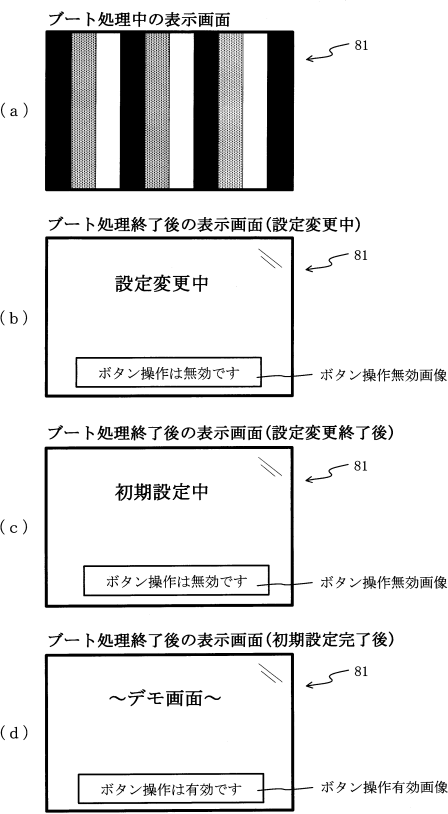 ブート処理中の表示画面
81
(a)
ブート処理終了後の表示画面(設定変更中)
81
設定変更中
(b)
ボタン操作は無効です
ボタン操作無効画像
ブート処理終了後の表示画面(設定変更終了後)
81
初期設定中
(c)
ボタン操作は無効です
ボタン操作無効画像
ブート処理終了後の表示画面(初期設定完了後)
81
～デモ画面～
(d)
ボタン操作は有効です
ボタン操作有効画像